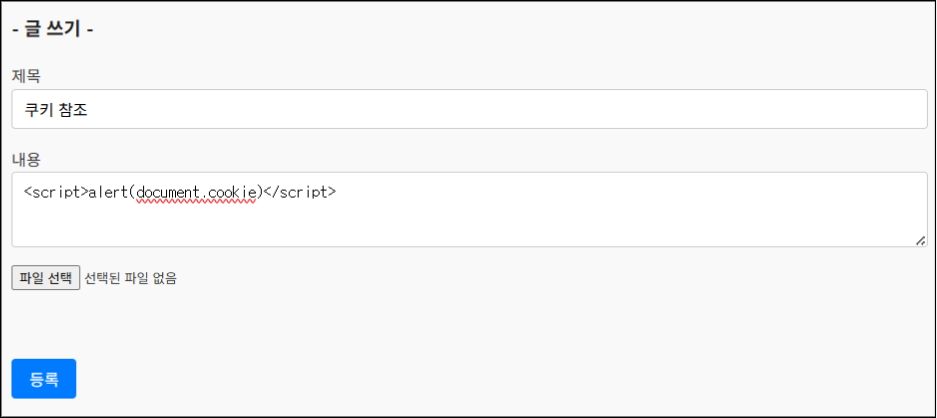 - 글 쓰기 -
제목
쿠키 참조
내용
<script>alert(document.cookie)</script>
파일 선택 선택된 파일 없음
등록